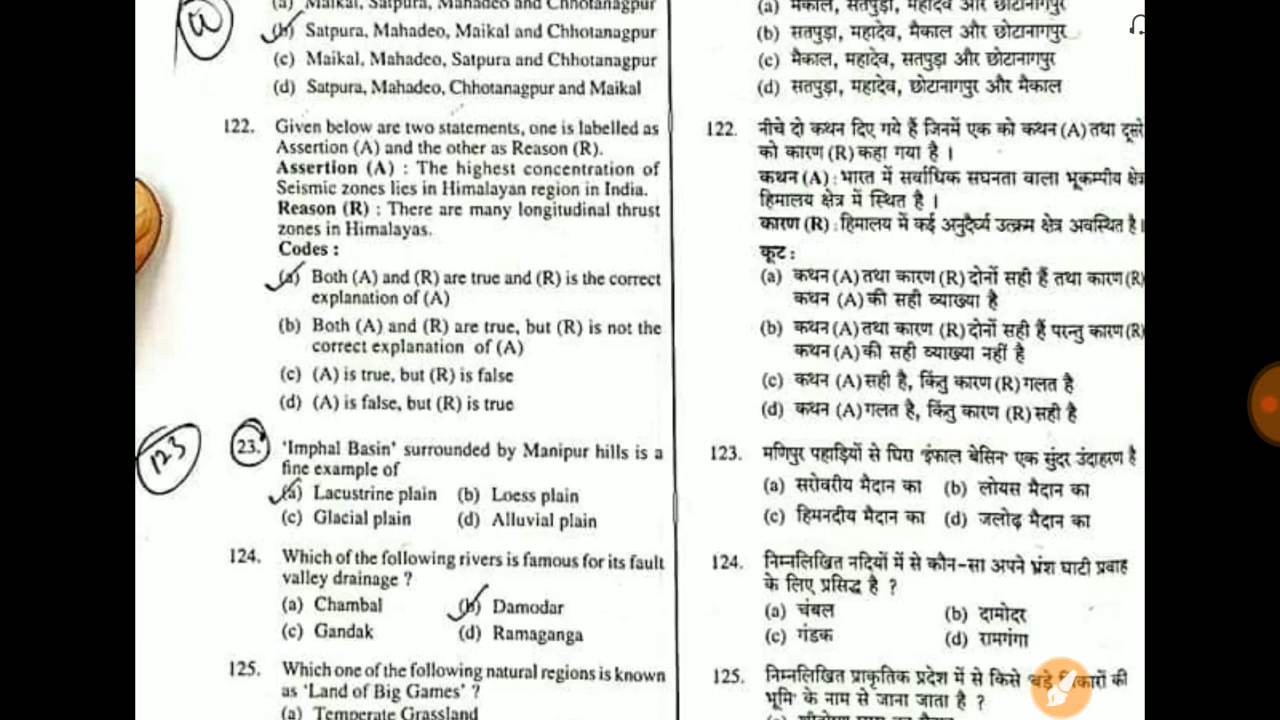 (a) Maikal, Satpura, Mahadeo and Chhotanagpur
(b) Satpura, Mahadeo, Maikal and Chhotanagpur
(c) Maikal, Mahadeo, Satpura and Chhotanagpur
(d) Satpura, Mahadeo, Chhotanagpur and Maikal
122. Given below are two statements, one is labelled as
Assertion (A) and the other as Reason (R).
Assertion (A) : The highest concentration of
Seismic zones lies in Himalayan region in India.
Reason (R) : There are many longitudinal thrust
zones in Himalayas.
Codes :
(a) Both (A) and (R) are true and (R) is the correct
explanation of (A)
(b) Both (A) and (R) are true, but (R) is not the
correct explanation of (A)
(c) (A) is true, but (R) is false
(d) (A) is false, but (R) is true
123
23. ‘Imphal Basin’ surrounded by Manipur hills is a
fine example of
(a) Lacustrine plain (b) Loess plain
(c) Glacial plain (d) Alluvial plain
124. Which of the following rivers is famous for its fault
valley drainage ?
(a) Chambal (b) Damodar
(c) Gandak (d) Ramaganga
125. Which one of the following natural regions is known
as ‘Land of Big Games’ ?
(a) Temperate Grassland
(a) मैकाल, सतपुड़ा, महादेव और छोटानागपुर
(b) सतपुड़ा, महादेव, मैकाल और छोटानागपुर
(c) मैकाल, महादेव, सतपुड़ा और छोटानागपुर
(d) सतपुड़ा, महादेव, छोटानागपुर और मैकाल
122. नीचे दो कथन दिए गये हैं जिनमें एक को कथन (A) तथा दूसरे
को कारण (R) कहा गया है ।
कथन (A) : भारत में सर्वाधिक सघनता वाला भूकम्पीय क्षेत्र
हिमालय क्षेत्र में स्थित है ।
कारण (R) : हिमालय में कई अनुदैर्घ्य उत्क्रम क्षेत्र अवस्थित है ।
कूट :
(a) कथन (A) तथा कारण (R) दोनों सही हैं तथा कारण (R)
कथन (A) की सही व्याख्या है
(b) कथन (A) तथा कारण (R) दोनों सही हैं परन्तु कारण (R)
कथन (A) की सही व्याख्या नहीं है
(c) कथन (A) सही है, किंतु कारण (R) गलत है
(d) कथन (A) गलत है, किंतु कारण (R) सही है
123. मणिपुर पहाड़ियों से घिरा ‘इंफाल बेसिन’ एक सुंदर उदाहरण है
(a) सरोवरीय मैदान का (b) लोयस मैदान का
(c) हिमनदीय मैदान का (d) जलोढ़ मैदान का
124. निम्नलिखित नदियों में से कौन-सा अपने भ्रंश घाटी प्रवाह
के लिए प्रसिद्ध है ?
(a) चंबल (b) दामोदर
(c) गंडक (d) रामगंगा
125. निम्नलिखित प्राकृतिक प्रदेश में से किसे ‘बड़े शिकारों की
भूमि’ के नाम से जाना जाता है ?